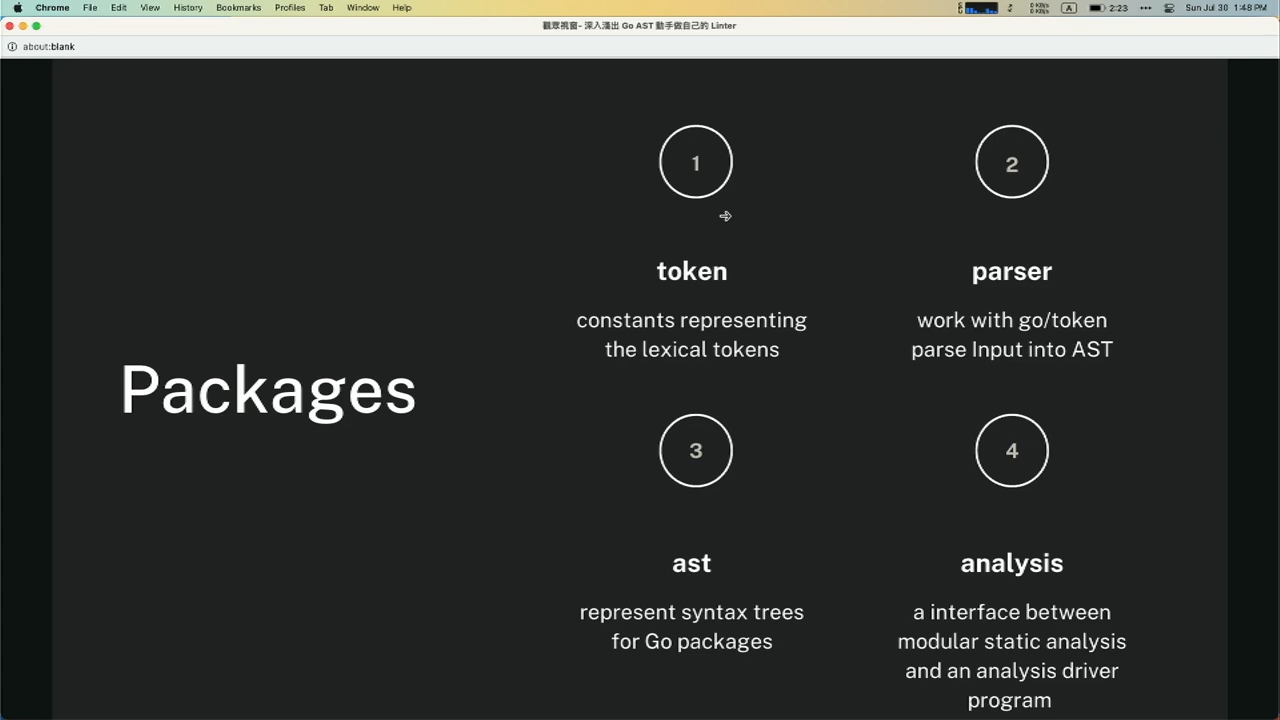 Chrome File Edit View History Bookmarks Profiles Tab Window Help
A 2:23 Sun Jul 30 1:48 PM
觀眾視窗- 深入淺出 Go AST 動手做自己的 Linter
about:blank
Packages
1
token
constants representing
the lexical tokens
2
parser
work with go/token
parse Input into AST
3
ast
represent syntax trees
for Go packages
4
analysis
a interface between
modular static analysis
and an analysis driver
program